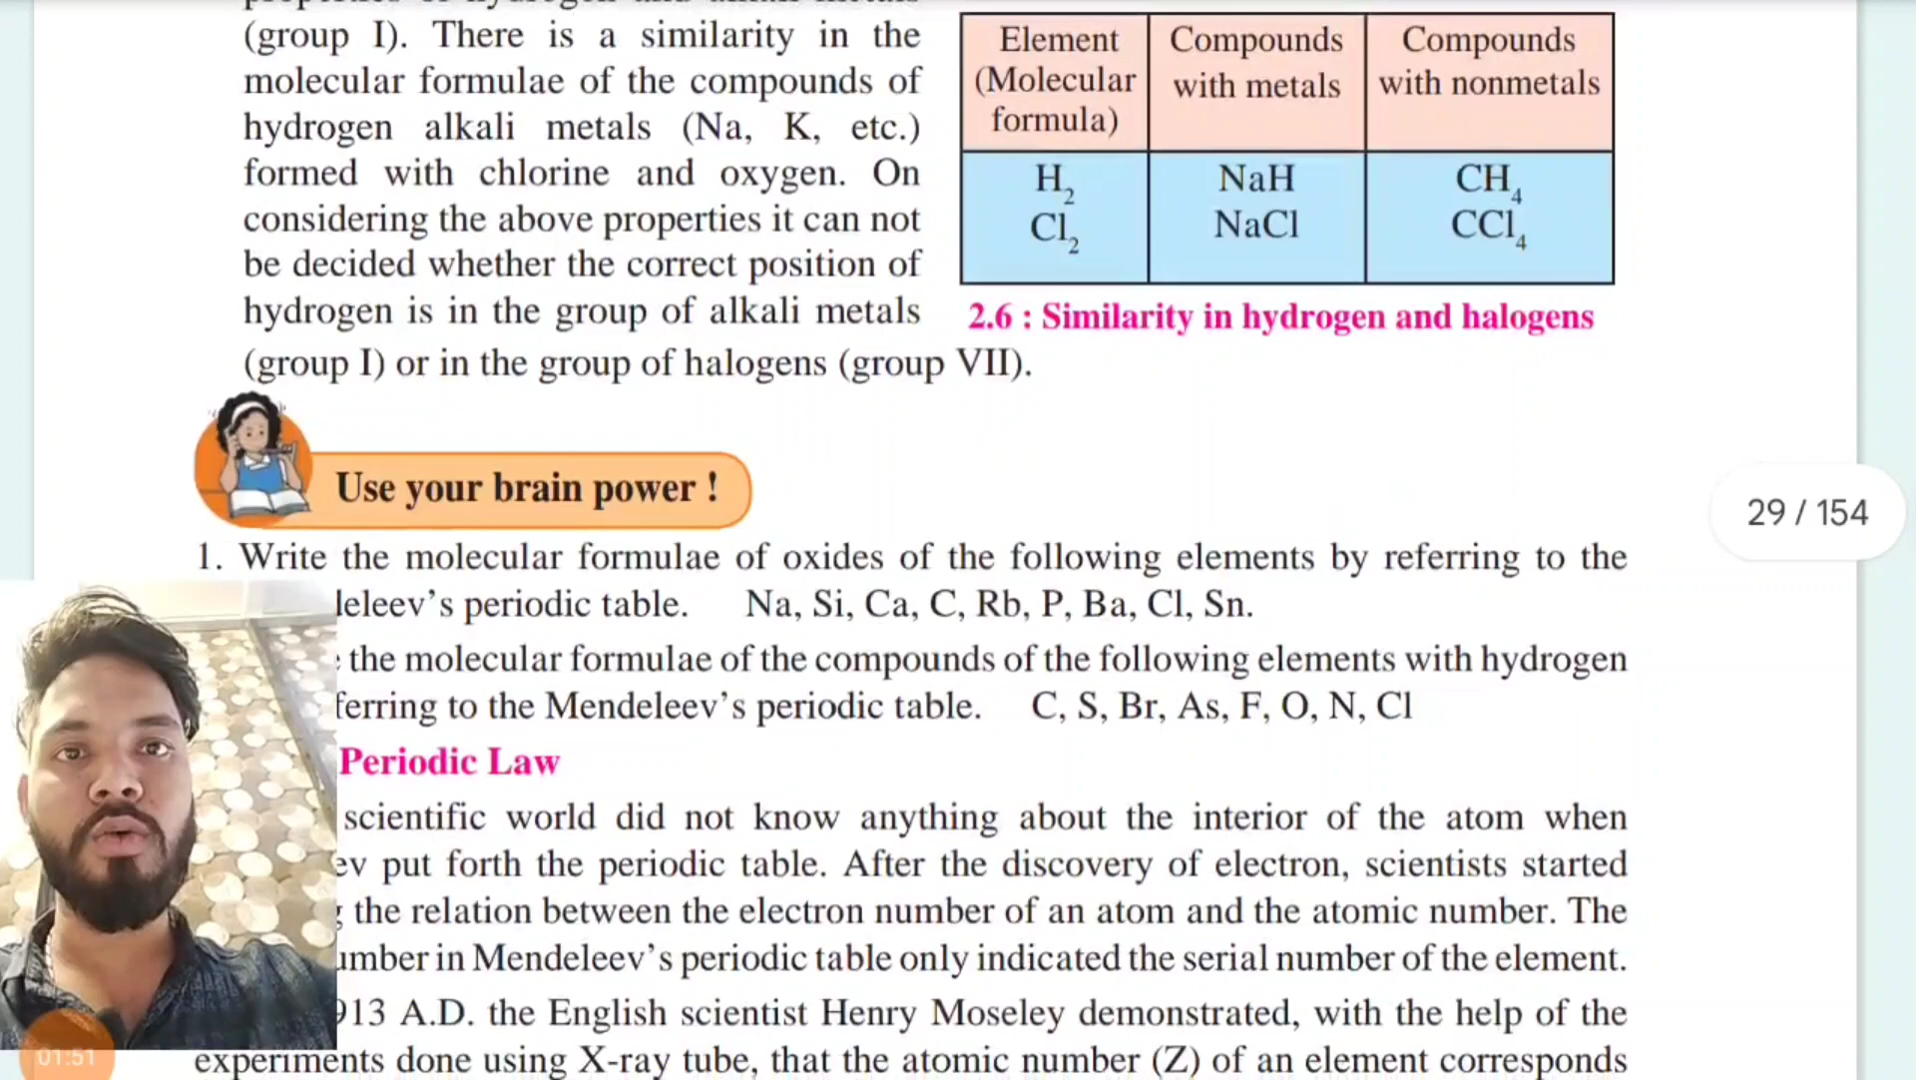 (group I). There is a similarity in the
molecular formulae of the compounds of
hydrogen alkali metals (Na, K, etc.)
formed with chlorine and oxygen. On
considering the above properties it can not
be decided whether the correct position of
hydrogen is in the group of alkali metals
(group I) or in the group of halogens (group VII).
Element (Molecular formula) Compounds with metals Compounds with nonmetals
H₂ NaH CH₄
Cl₂ NaCl CCl₄
2.6 : Similarity in hydrogen and halogens
Use your brain power !
29 / 154
1. Write the molecular formulae of oxides of the following elements by referring to the
leleev's periodic table. Na, Si, Ca, C, Rb, P, Ba, Cl, Sn.
the molecular formulae of the compounds of the following elements with hydrogen
ferring to the Mendeleev's periodic table. C, S, Br, As, F, O, N, Cl
Periodic Law
scientific world did not know anything about the interior of the atom when
ev put forth the periodic table. After the discovery of electron, scientists started
the relation between the electron number of an atom and the atomic number. The
umber in Mendeleev's periodic table only indicated the serial number of the element.
913 A.D. the English scientist Henry Moseley demonstrated, with the help of the
experiments done using X-ray tube, that the atomic number (Z) of an element corresponds
01:51